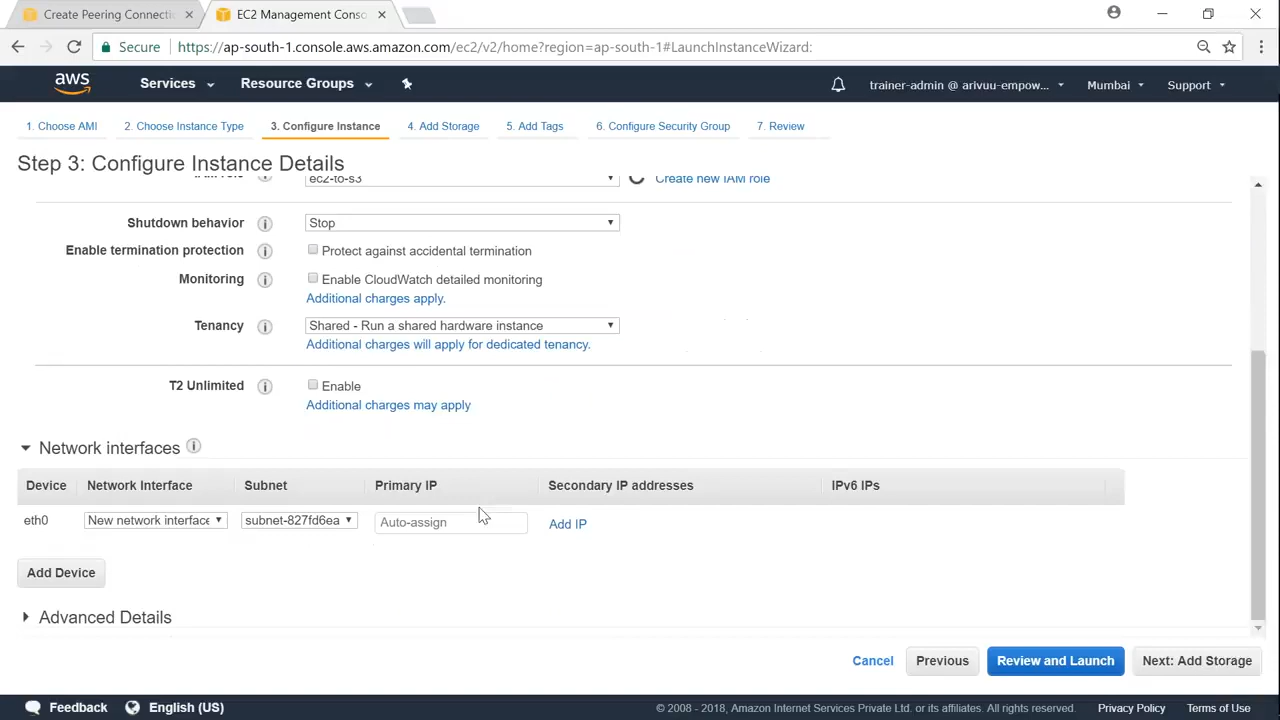 Create Peering Connecti
EC2 Management Conso
Secure https://ap-south-1.console.aws.amazon.com/ec2/v2/home?region=ap-south-1#LaunchInstanceWizard:
aws Services Resource Groups trainer-admin @ arivuu-empow... Mumbai Support
1. Choose AMI 2. Choose Instance Type 3. Configure Instance 4. Add Storage 5. Add Tags 6. Configure Security Group 7. Review
Step 3: Configure Instance Details
IAM role ec2-to-s3 Create new IAM role
Shutdown behavior Stop
Enable termination protection Protect against accidental termination
Monitoring Enable CloudWatch detailed monitoring
Additional charges apply.
Tenancy Shared - Run a shared hardware instance
Additional charges will apply for dedicated tenancy.
T2 Unlimited Enable
Additional charges may apply
Network interfaces
Device Network Interface Subnet Primary IP Secondary IP addresses IPv6 IPs
eth0 New network interface subnet-827fd6ea Auto-assign Add IP
Add Device
Advanced Details
Cancel Previous Review and Launch Next: Add Storage
Feedback English (US) © 2008 - 2018, Amazon Internet Services Private Ltd. or its affiliates. All rights reserved. Privacy Policy Terms of Use